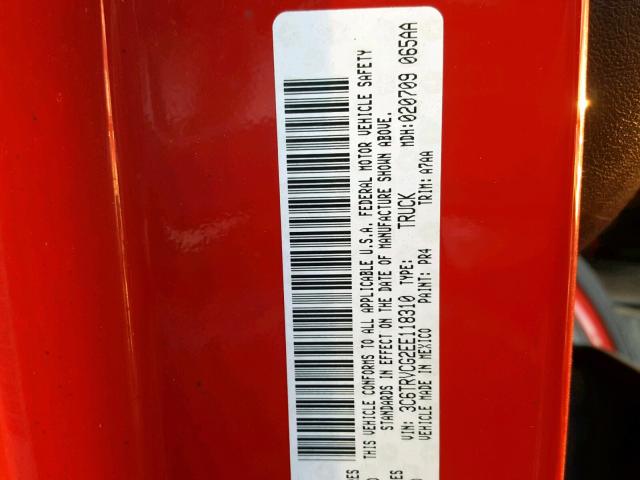 THIS VEHICLE CONFORMS TO ALL APPLICABLE U.S.A. FEDERAL MOTOR VEHICLE SAFETY
STANDARDS IN EFFECT ON THE DATE OF MANUFACTURE SHOWN ABOVE.
VIN: 3C6TRVCG2EE118310 TYPE: TRUCK MDH:020709 065AA
VEHICLE MADE IN MEXICO PAINT: PR4 TRIM: A7AA